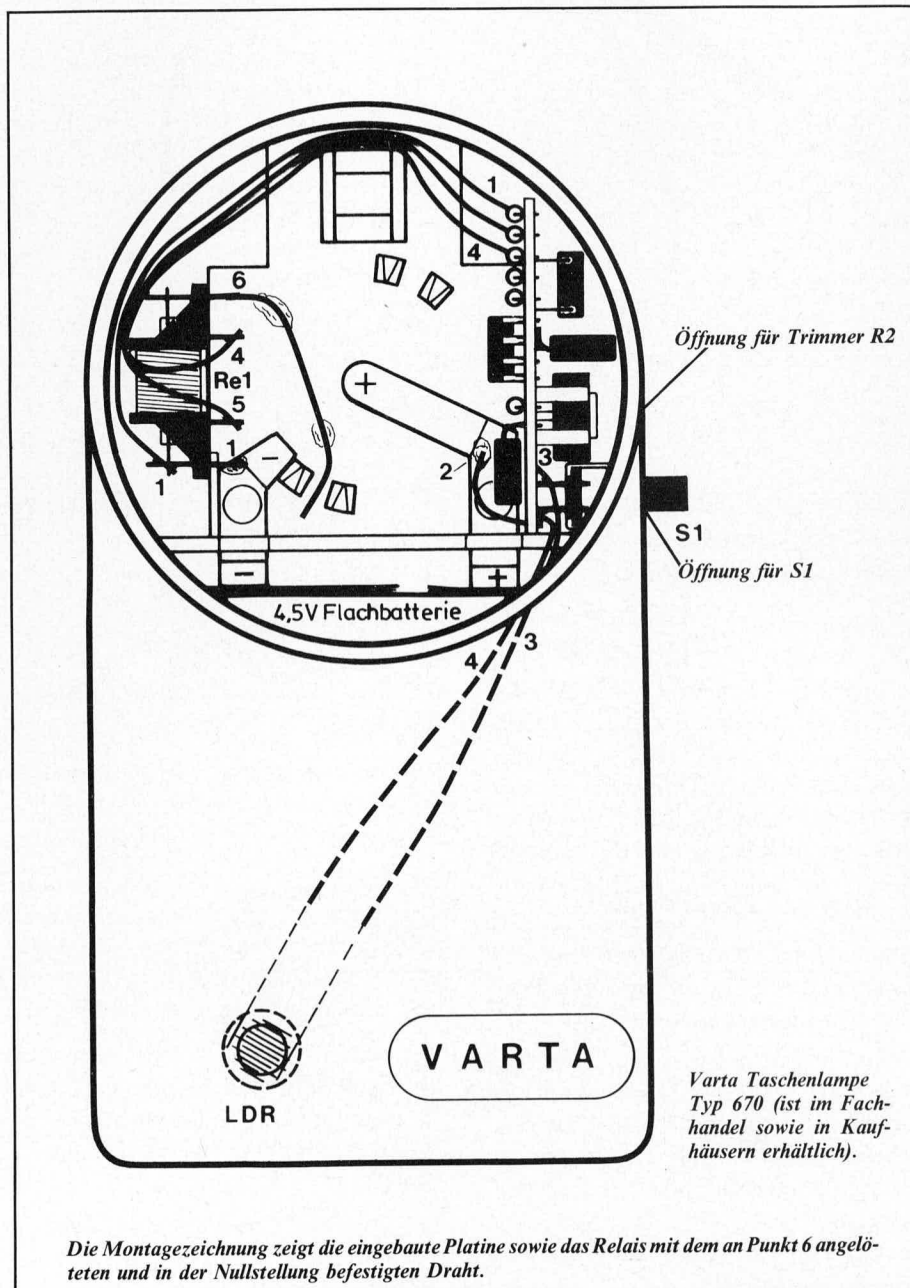 1
4
6
4
Öffnung für Trimmer R2
Re1
+
5
1
-
2
3
1
S1
Öffnung für S1
-
+
4,5V Flachbatterie
4
3
VARTA
LDR
Varta Taschenlampe
Typ 670 (ist im Fach-
handel sowie in Kauf-
häusern erhältlich).
Die Montagezeichnung zeigt die eingebaute Platine sowie das Relais mit dem an Punkt 6 angelö-
teten und in der Nullstellung befestigten Draht.